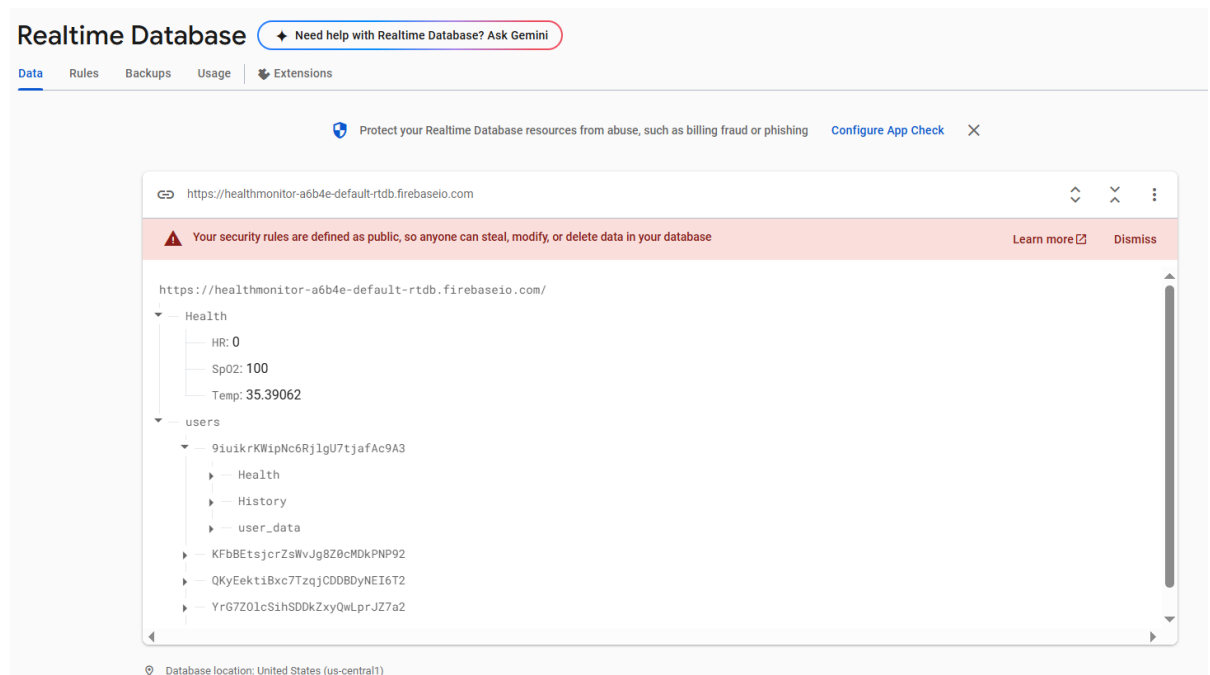 Realtime Database
Need help with Realtime Database? Ask Gemini
Data Rules Backups Usage Extensions
Protect your Realtime Database resources from abuse, such as billing fraud or phishing Configure App Check
https://healthmonitor-a6b4e-default-rtdb.firebaseio.com
Your security rules are defined as public, so anyone can steal, modify, or delete data in your database Learn more Dismiss
https://healthmonitor-a6b4e-default-rtdb.firebaseio.com/
Health
HR: 0
SpO2: 100
Temp: 35.39062
users
9iuikrKWipNc6RjlgU7tjafAc9A3
Health
History
user_data
KFbBEtsjcrZsWvJg8Z0cMDkPNP92
QKyEektiBxc7TzqjCDDBDyNEI6T2
YrG7ZOlcSihSDDkZxyQwLprJZ7a2
Database location: United States (us-central1)